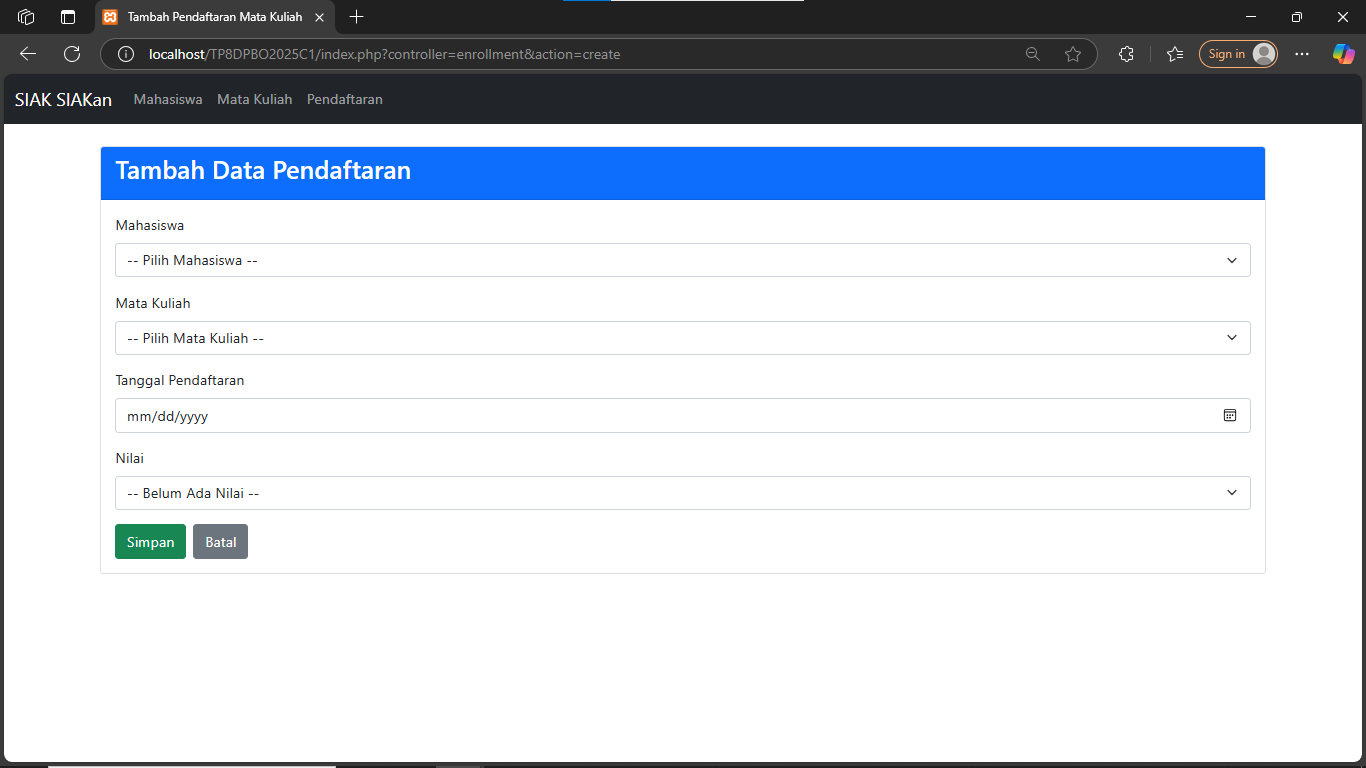 Tambah Pendaftaran Mata Kuliah
localhost/TP8DPBO2025C1/index.php?controller=enrollment&action=create
Sign in
SIAK SIAKan Mahasiswa Mata Kuliah Pendaftaran
Tambah Data Pendaftaran
Mahasiswa
-- Pilih Mahasiswa --
Mata Kuliah
-- Pilih Mata Kuliah --
Tanggal Pendaftaran
mm/dd/yyyy
Nilai
-- Belum Ada Nilai --
Simpan Batal